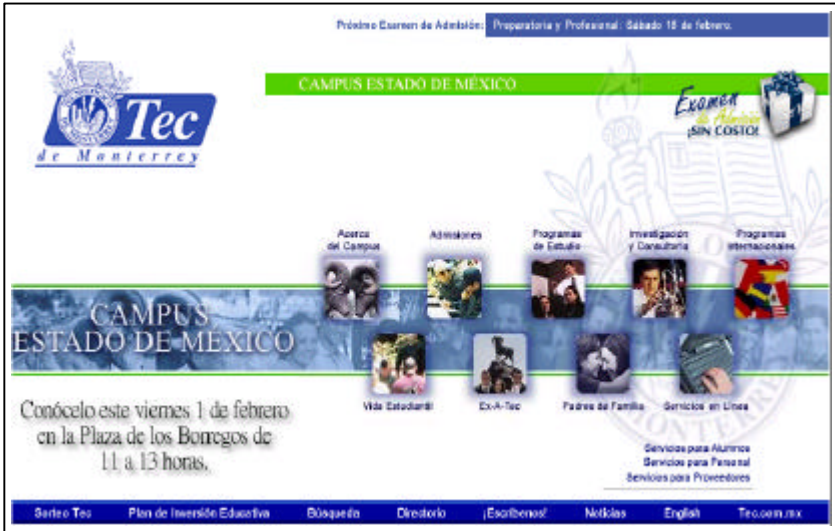 Próximo Examen de Admisión: Preparatoria y Profesional: Sábado 16 de febrero.
CAMPUS ESTADO DE MÉXICO
Examen
de Admisión
¡SIN COSTO!
Tec
de Monterrey
Acerca
del Campus
Admisiones
Programas
de Estudio
Investigación
y Consultoría
Programas
Internacionales
CAMPUS
ESTADO DE MÉXICO
Vida Estudiantil
Ex-A-Tec
Padres de Familia
Servicios en Línea
Conócelo este viernes 1 de febrero
en la Plaza de los Borregos de
11 a 13 horas.
Servicios para Alumnos
Servicios para Personal
Servicios para Proveedores
Sorteo Tec Plan de Inversión Educativa Búsqueda Directorio ¡Escríbenos! Noticias English Tec.com.mx